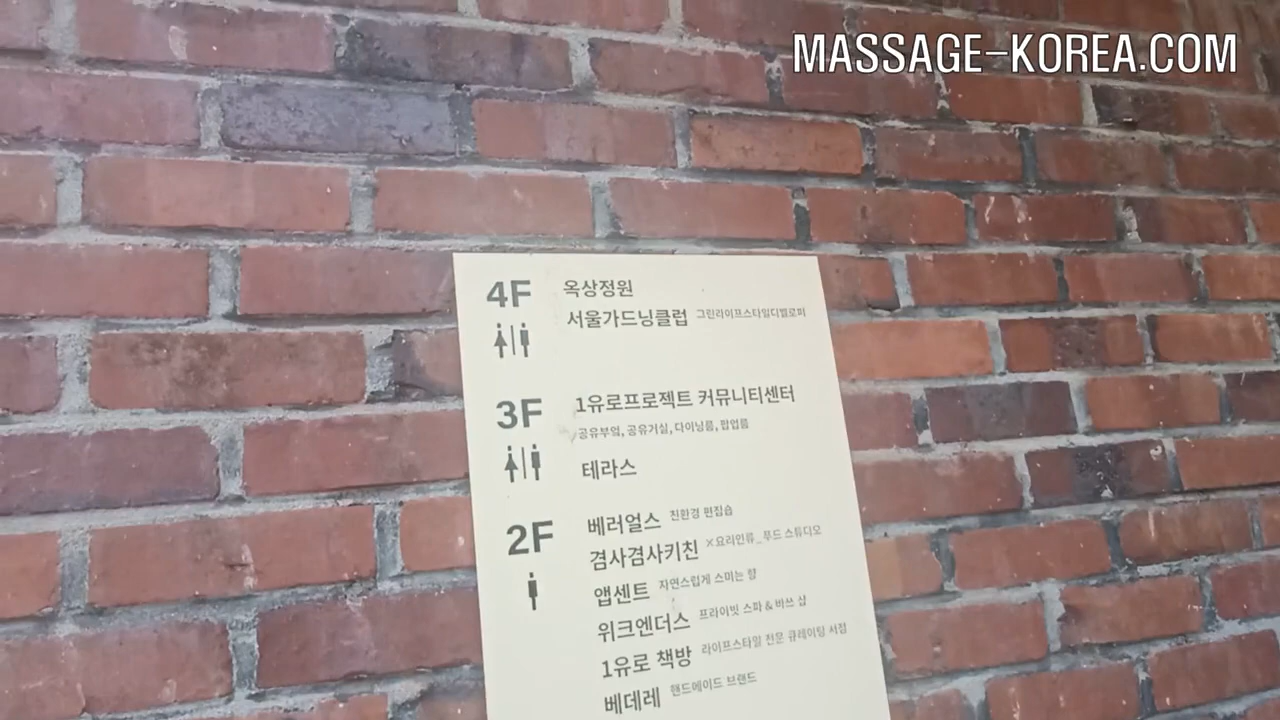 MASSAGE-KOREA.COM
4F 옥상정원
서울가드닝클럽 그린라이프스타일디벨로퍼
3F 1유로프로젝트 커뮤니티센터
공유부엌, 공유거실, 다이닝룸, 팝업룸
테라스
2F 베러얼스 친환경 편집숍
겸사겸사키친 ×요리인류_푸드 스튜디오
앱센트 자연스럽게 스미는 향
위크엔더스 프라이빗 스파 & 바쓰 샵
1유로 책방 라이프스타일 전문 큐레이팅 서점
베데레 핸드메이드 브랜드